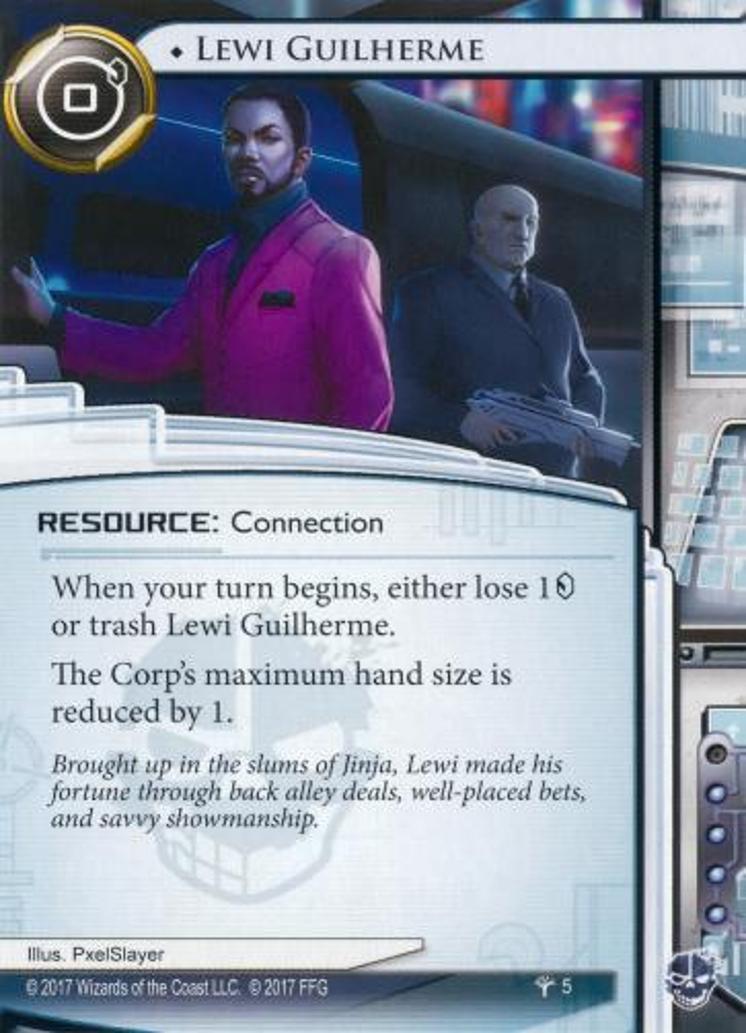 ◆ LEWI GUILHERME
RESOURCE: Connection
When your turn begins, either lose 1
or trash Lewi Guilherme.
The Corp's maximum hand size is
reduced by 1.
Brought up in the slums of Jinja, Lewi made his
fortune through back alley deals, well-placed bets,
and savvy showmanship.
Illus. PxelSlayer
© 2017 Wizards of the Coast LLC. © 2017 FFG
5